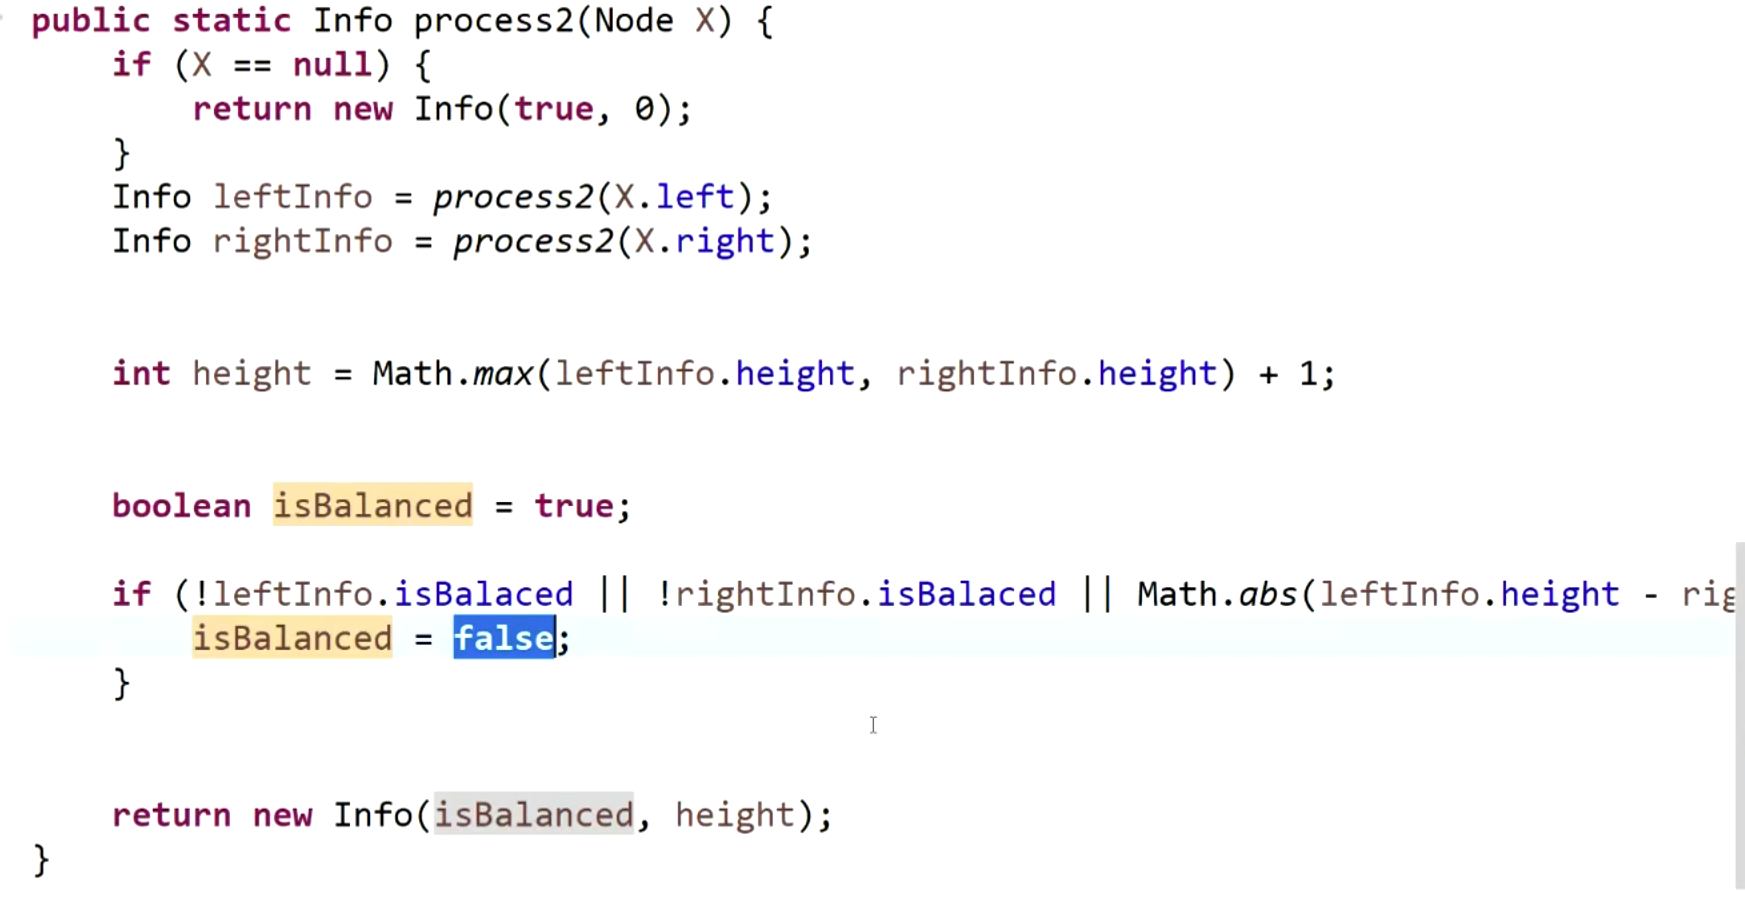 public static Info process2(Node X) {
if (X == null) {
return new Info(true, 0);
}
Info leftInfo = process2(X.left);
Info rightInfo = process2(X.right);
int height = Math.max(leftInfo.height, rightInfo.height) + 1;
boolean isBalanced = true;
if (!leftInfo.isBalaced || !rightInfo.isBalaced || Math.abs(leftInfo.height - rig
isBalanced = false;
}
return new Info(isBalanced, height);
}